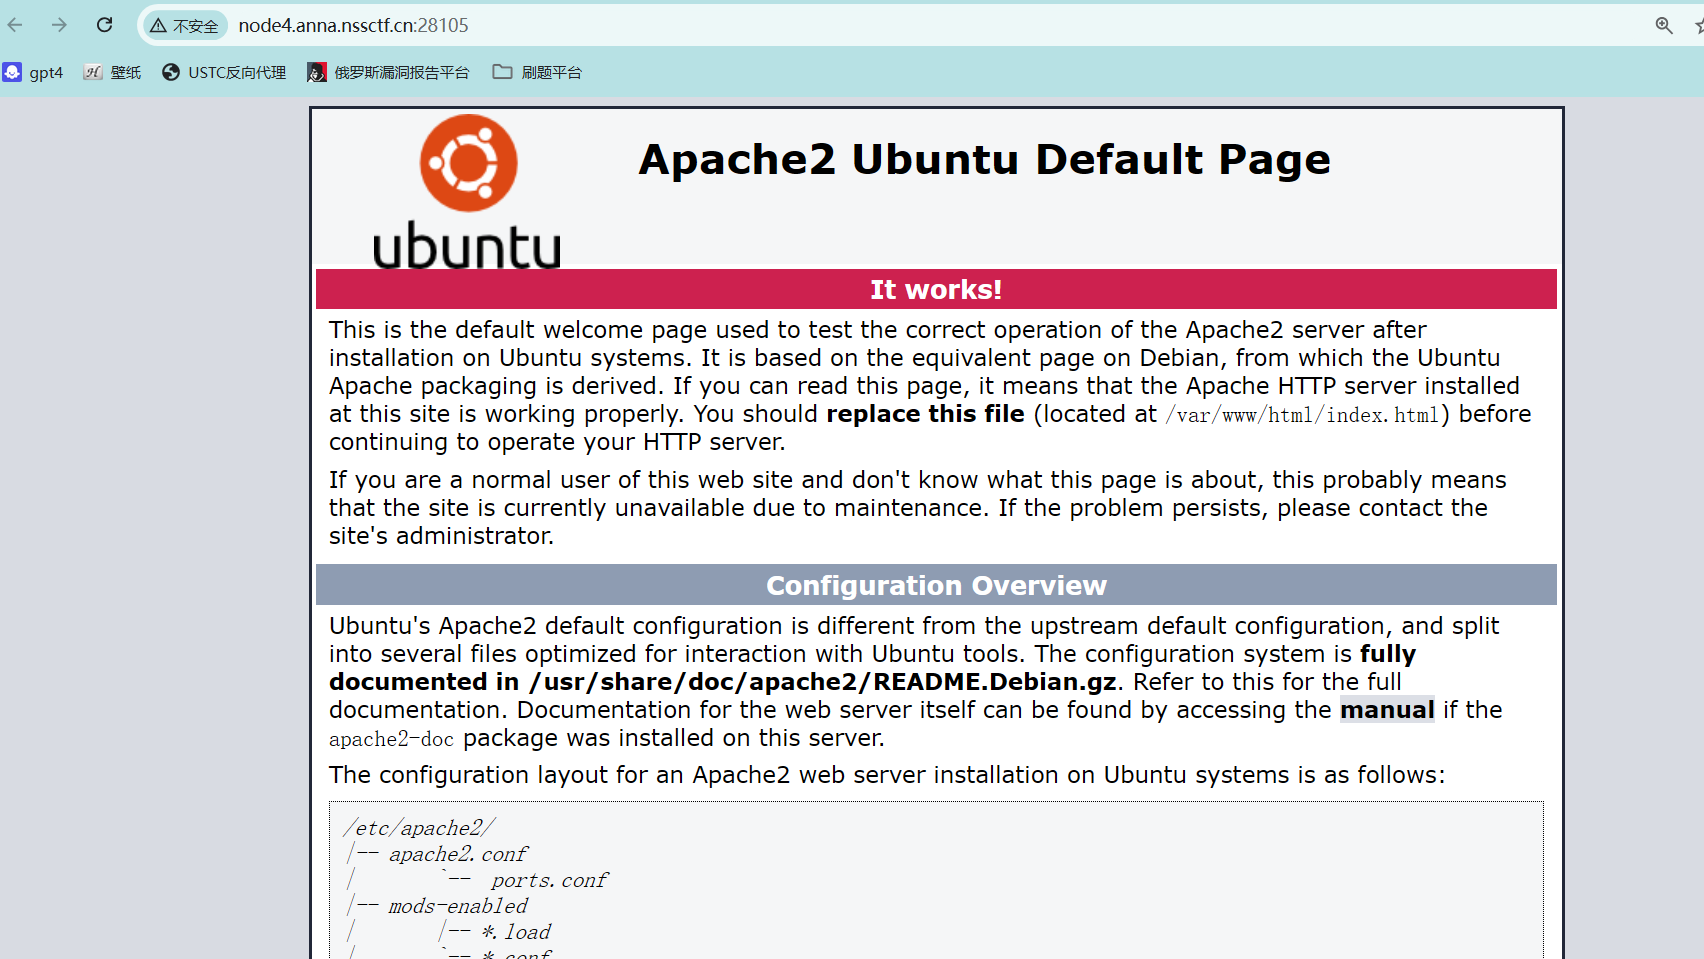 不安全 node4.anna.nssctf.cn:28105
gpt4 壁纸 USTC反向代理 俄罗斯漏洞报告平台 刷题平台
ubuntu
Apache2 Ubuntu Default Page
It works!
This is the default welcome page used to test the correct operation of the Apache2 server after
installation on Ubuntu systems. It is based on the equivalent page on Debian, from which the Ubuntu
Apache packaging is derived. If you can read this page, it means that the Apache HTTP server installed
at this site is working properly. You should replace this file (located at /var/www/html/index.html) before
continuing to operate your HTTP server.
If you are a normal user of this web site and don't know what this page is about, this probably means
that the site is currently unavailable due to maintenance. If the problem persists, please contact the
site's administrator.
Configuration Overview
Ubuntu's Apache2 default configuration is different from the upstream default configuration, and split
into several files optimized for interaction with Ubuntu tools. The configuration system is fully
documented in /usr/share/doc/apache2/README.Debian.gz. Refer to this for the full
documentation. Documentation for the web server itself can be found by accessing the manual if the
apache2-doc package was installed on this server.
The configuration layout for an Apache2 web server installation on Ubuntu systems is as follows:
/etc/apache2/
|-- apache2.conf
|       `--  ports.conf
|-- mods-enabled
|       |-- *.load
|       `-- *.conf